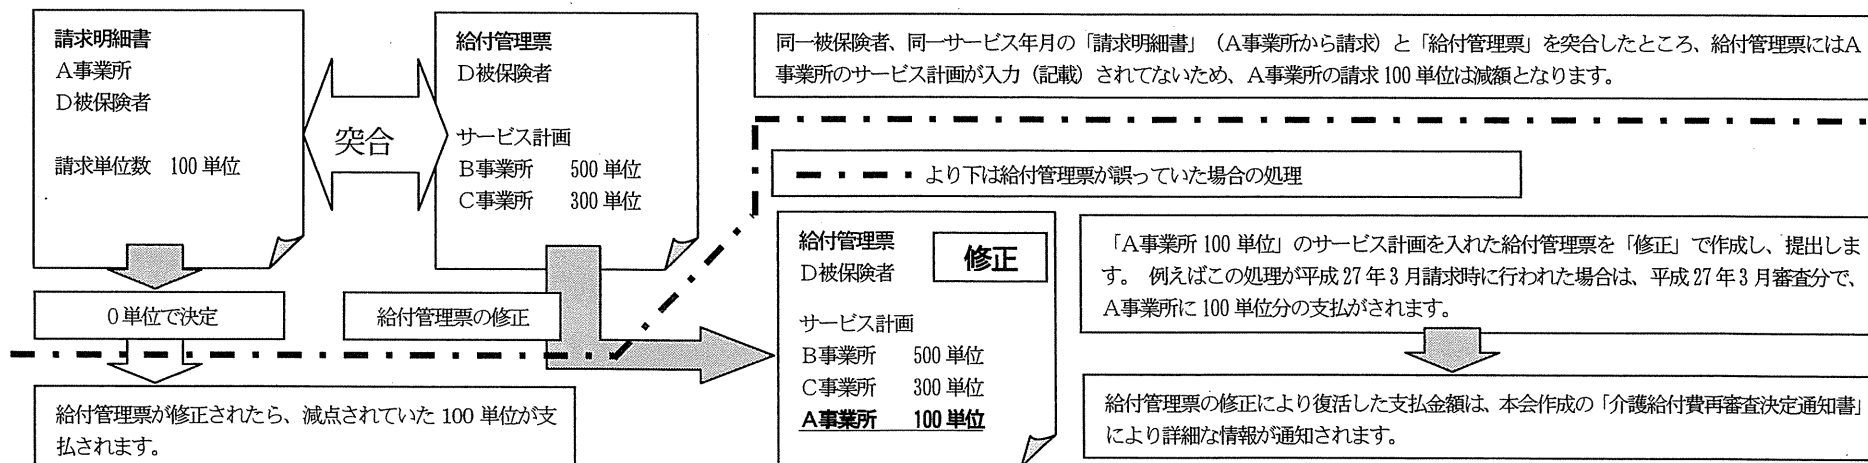 請求明細書
A事業所
D被保険者
請求単位数 100単位
突合
給付管理票
D被保険者
サービス計画
B事業所 500単位
C事業所 300単位
同一被保険者、同一サービス年月の「請求明細書」（A事業所から請求）と「給付管理票」を突合したところ、給付管理票にはA
事業所のサービス計画が入力（記載）されてないため、A事業所の請求100単位は減額となります。
より下は給付管理票が誤っていた場合の処理
0単位で決定
給付管理票の修正
給付管理票が修正されたら、減点されていた100単位が支
払されます。
給付管理票
D被保険者
修正
サービス計画
B事業所 500単位
C事業所 300単位
A事業所 100単位
「A事業所100単位」のサービス計画を入れた給付管理票を「修正」で作成し、提出しま
す。 例えばこの処理が平成27年3月請求時に行われた場合は、平成27年3月審査分で、
A事業所に100単位分の支払がされます。
給付管理票の修正により復活した支払金額は、本会作成の「介護給付費再審査決定通知書」
により詳細な情報が通知されます。